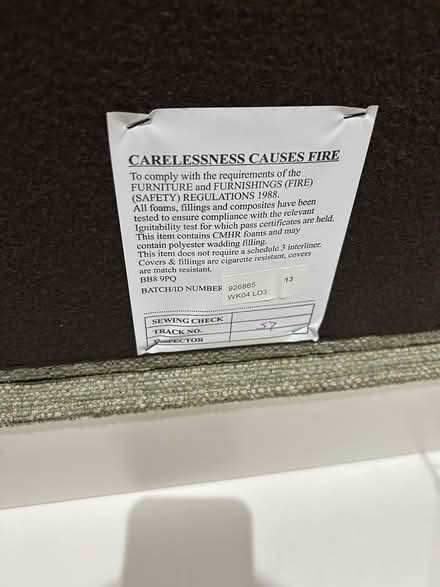 CARELESSNESS CAUSES FIRE
To comply with the requirements of the
FURNITURE and FURNISHINGS (FIRE)
(SAFETY) REGULATIONS 1988.
All foams, fillings and composites have been
tested to ensure compliance with the relevant
Ignitability test for which pass certificates are held.
This item contains CMHR foams and may
contain polyester wadding filling.
This item does not require a schedule 3 interliner.
Covers & fillings are cigarette resistant, covers
are match resistant.
BB8 9PQ
BATCH/ID NUMBER 926865 13
WK04 LO3
SEWING CHECK
TRACK NO. 57
INSPECTOR